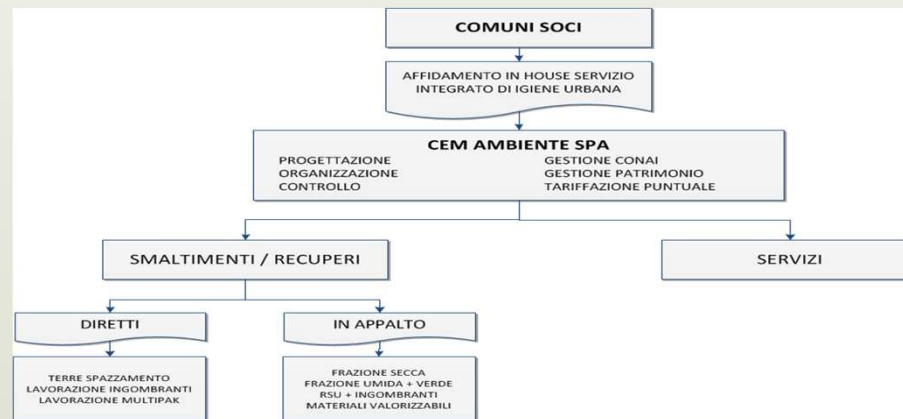 COMUNI SOCI
AFFIDAMENTO IN HOUSE SERVIZIO
INTEGRATO DI IGIENE URBANA
CEM AMBIENTE SPA
PROGETTAZIONE
ORGANIZZAZIONE
CONTROLLO
GESTIONE CONAI
GESTIONE PATRIMONIO
TARIFFAZIONE PUNTUALE
SMALTIMENTI / RECUPERI
SERVIZI
DIRETTI
IN APPALTO
TERRE SPAZZAMENTO
LAVORAZIONE INGOMBRANTI
LAVORAZIONE MULTIPAK
FRAZIONE SECCA
FRAZIONE UMIDA + VERDE
RSU + INGOMBRANTI
MATERIALI VALORIZZABILI